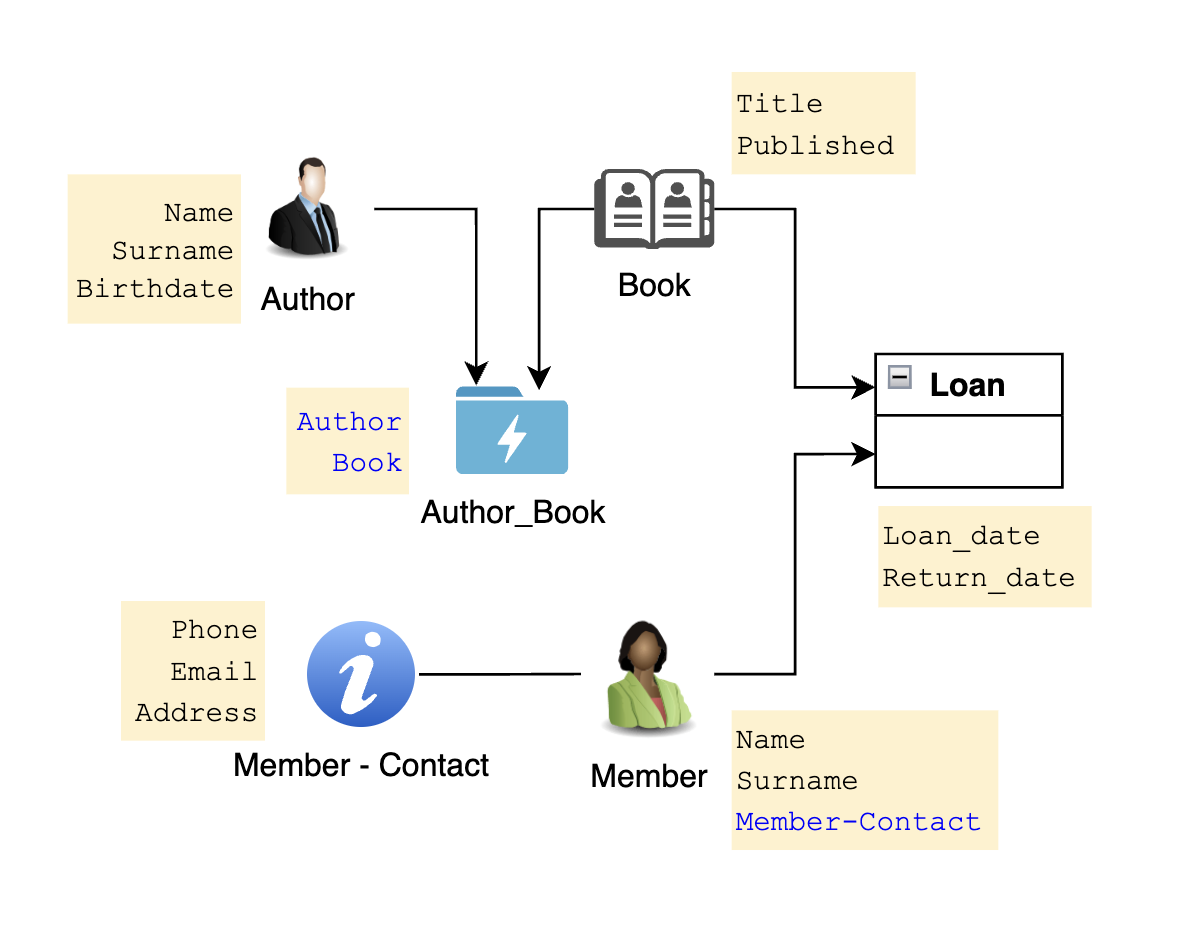 Title
Published
Name
Surname
Birthdate
Author
Book
Loan
Author
Book
Author_Book
Loan_date
Return_date
Phone
Email
Address
Member - Contact
Member
Name
Surname
Member-Contact